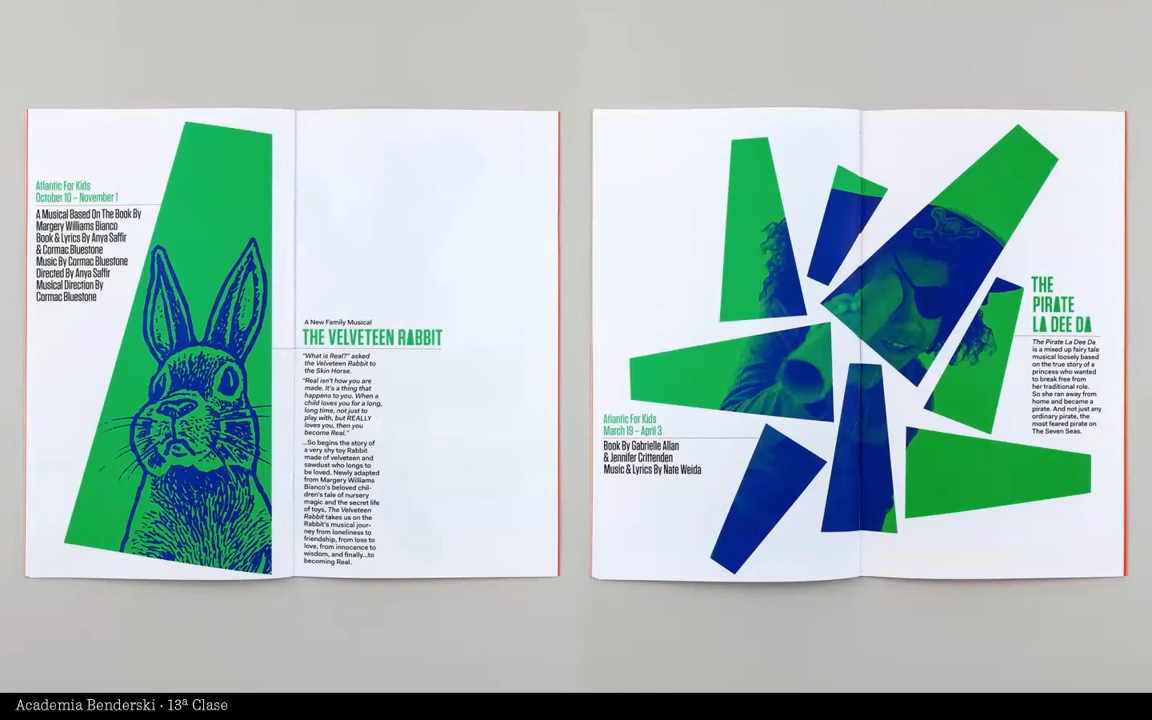 Atlantic For Kids
October 10 – November 1
A Musical Based On The Book By
Margery Williams Bianco
Book & Lyrics By Anya Saffir
& Cormac Bluestone
Music By Cormac Bluestone
Directed By Anya Saffir
Musical Direction By
Cormac Bluestone
A New Family Musical
THE VELVETEEN RABBIT
"What is Real?" asked
the Velveteen Rabbit to
the Skin Horse.
"Real isn't how you are
made. It's a thing that
happens to you. When a
child loves you for a long,
long time, not just to
play with, but REALLY
loves you, then you
become Real."
...So begins the story of
a very shy toy Rabbit
made of velveteen and
sawdust who longs to
be loved. Newly adapted
from Margery Williams
Bianco's beloved chil-
dren's tale of nursery
magic and the secret life
of toys, The Velveteen
Rabbit takes us on the
Rabbit's musical jour-
ney from loneliness to
friendship, from loss to
love, from innocence to
wisdom, and finally...to
becoming Real.
Atlantic For Kids
March 19 – April 3
Book By Gabrielle Allan
& Jennifer Crittenden
Music & Lyrics By Nate Weida
THE
PIRATE
LA DEE DA
The Pirate La Dee Da
is a mixed up fairy tale
musical loosely based
on the true story of a
princess who wanted
to break free from
her traditional role.
So she ran away from
home and became a
pirate. And not just any
ordinary pirate, the
most feared pirate on
The Seven Seas.
Academia Benderski · 13ª Clase